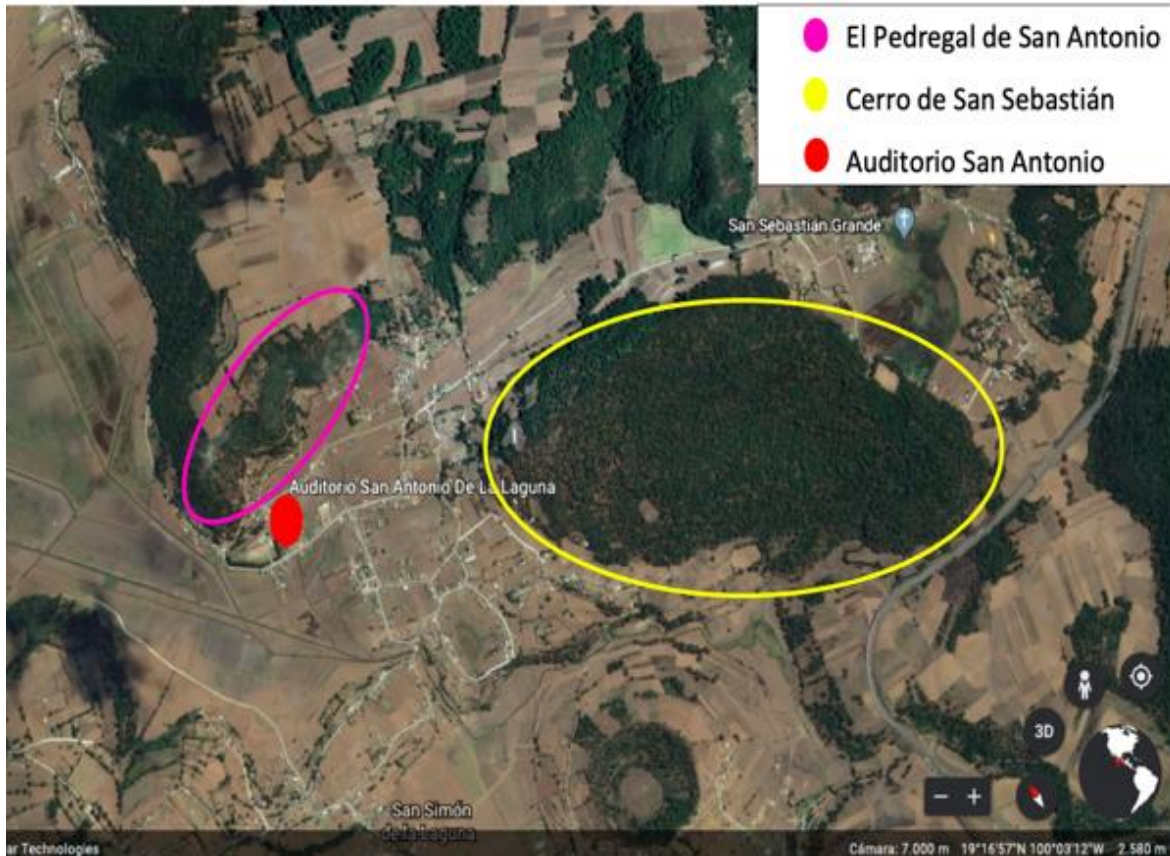 El Pedregal de San Antonio
Cerro de San Sebastián
Auditorio San Antonio
San Sebastián Grande
Auditorio San Antonio De La Laguna
3D
San Simón
de la Laguna
ar Technologies
Cámara: 7.000 m 19°16'57"N 100°03'12"W 2.580 m